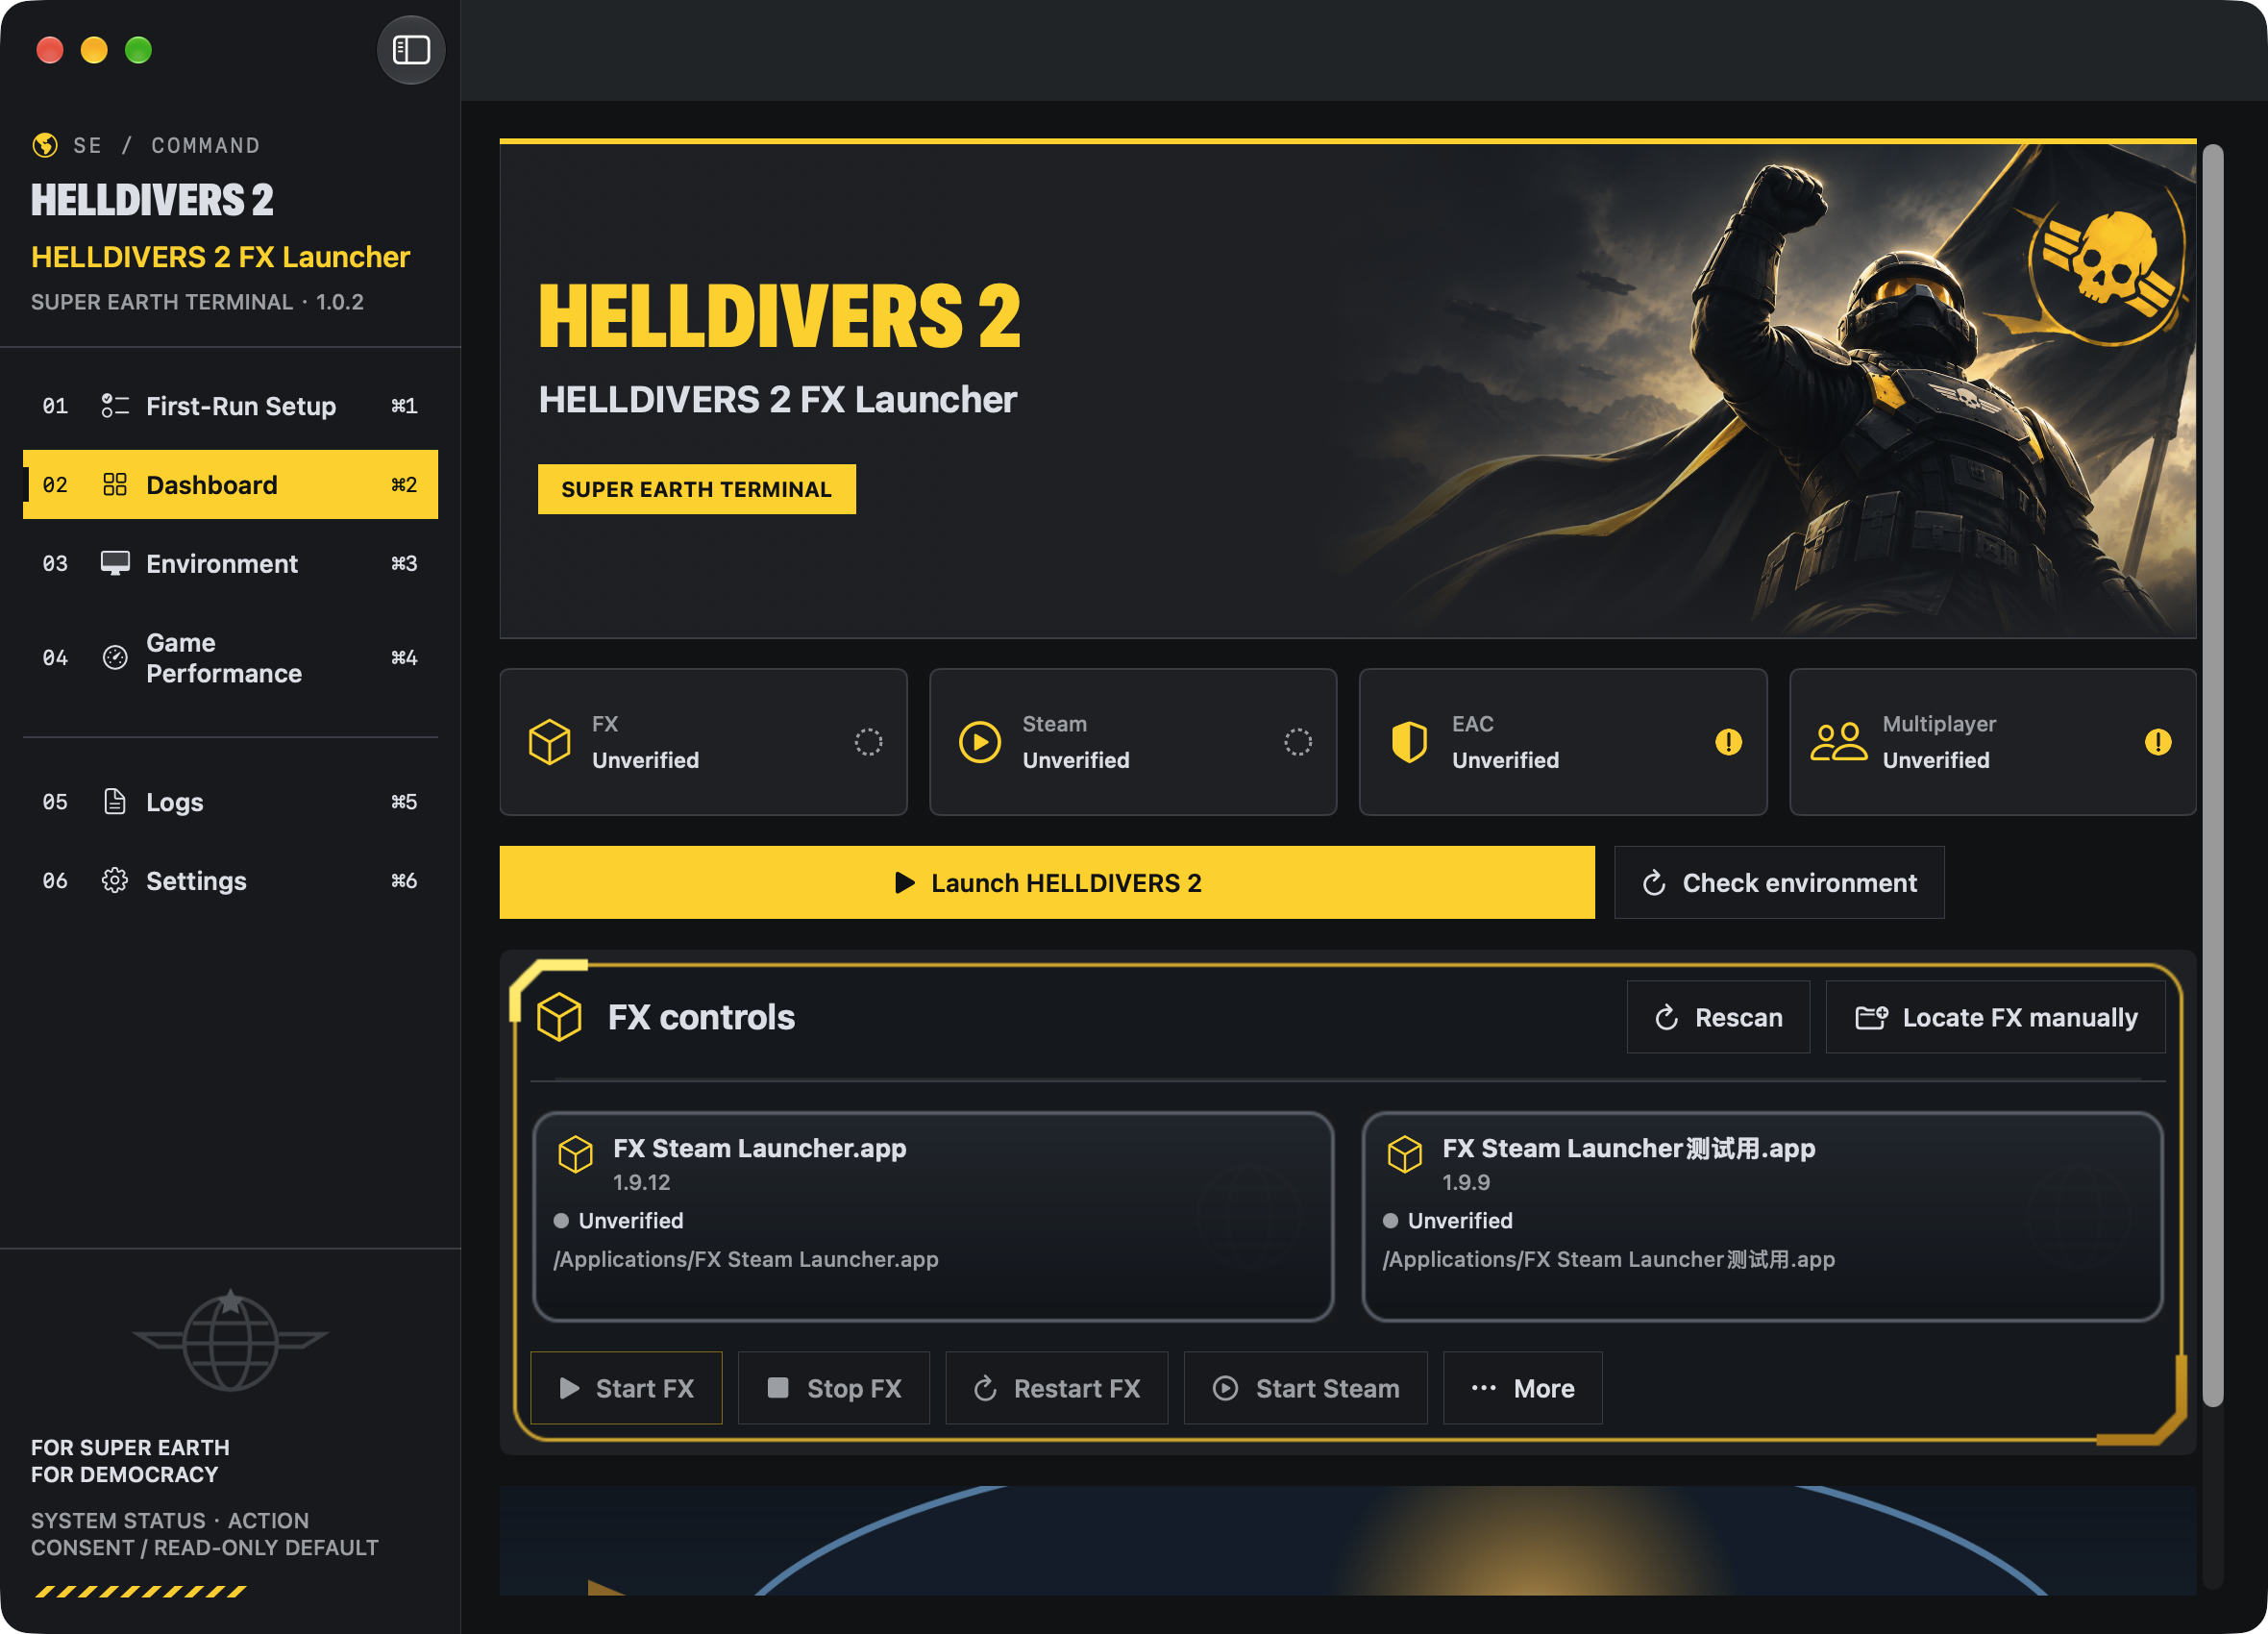 SE / COMMAND
HELLDIVERS 2
HELLDIVERS 2 FX Launcher
SUPER EARTH TERMINAL · 1.0.2
01 First-Run Setup ⌘1
02 Dashboard ⌘2
03 Environment ⌘3
04 Game Performance ⌘4
05 Logs ⌘5
06 Settings ⌘6
FOR SUPER EARTH
FOR DEMOCRACY
SYSTEM STATUS · ACTION
CONSENT / READ-ONLY DEFAULT
HELLDIVERS 2
HELLDIVERS 2 FX Launcher
SUPER EARTH TERMINAL
FX
Unverified
Steam
Unverified
EAC
Unverified
Multiplayer
Unverified
Launch HELLDIVERS 2
Check environment
FX controls
Rescan
Locate FX manually
FX Steam Launcher.app
1.9.12
Unverified
/Applications/FX Steam Launcher.app
FX Steam Launcher测试用.app
1.9.9
Unverified
/Applications/FX Steam Launcher测试用.app
Start FX
Stop FX
Restart FX
Start Steam
More